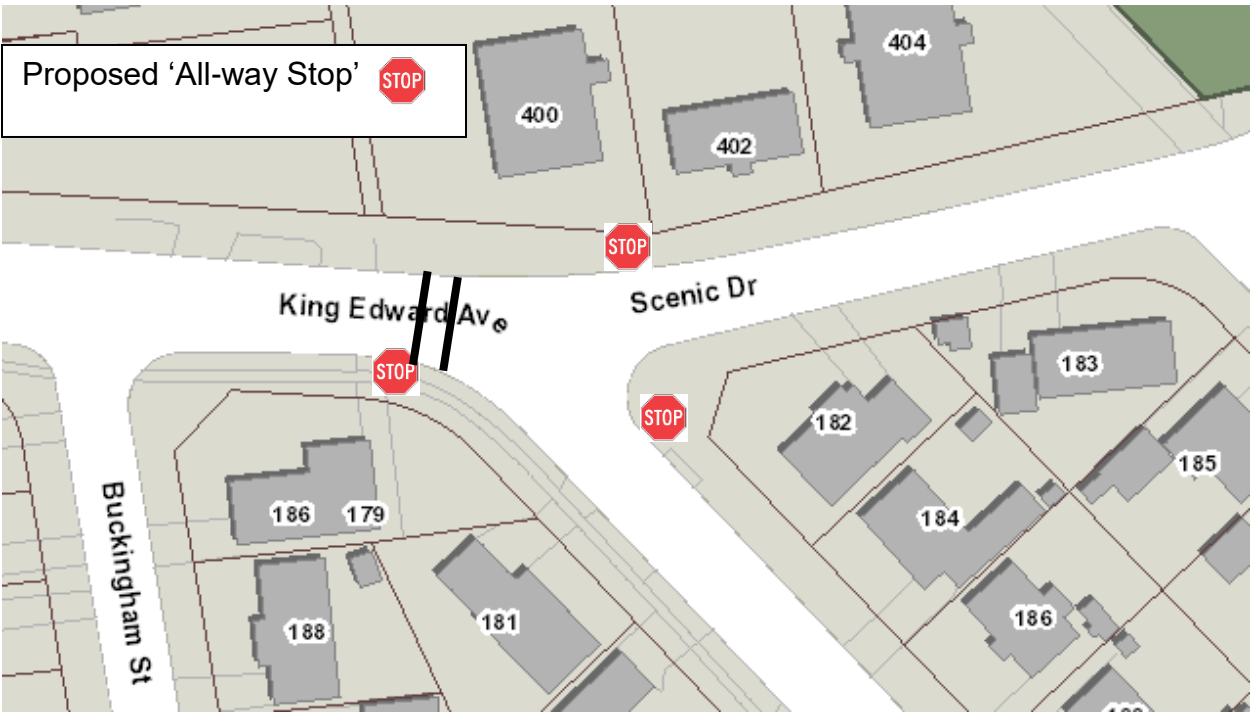 Proposed ‘All-way Stop’ STOP
404
400
402
STOP
Scenic Dr
King Edward Ave
STOP
183
STOP
182
185
Buckingham St
186 179
184
188
181
186